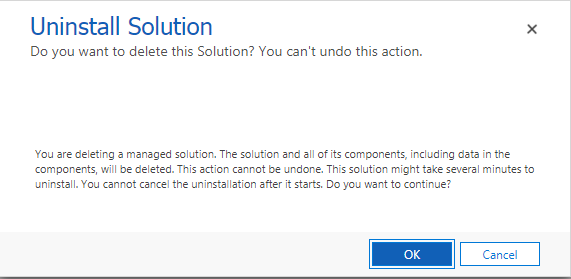 Uninstall Solution
Do you want to delete this Solution? You can't undo this action.
You are deleting a managed solution. The solution and all of its components, including data in the
components, will be deleted. This action cannot be undone. This solution might take several minutes to
uninstall. You cannot cancel the uninstallation after it starts. Do you want to continue?
OK Cancel